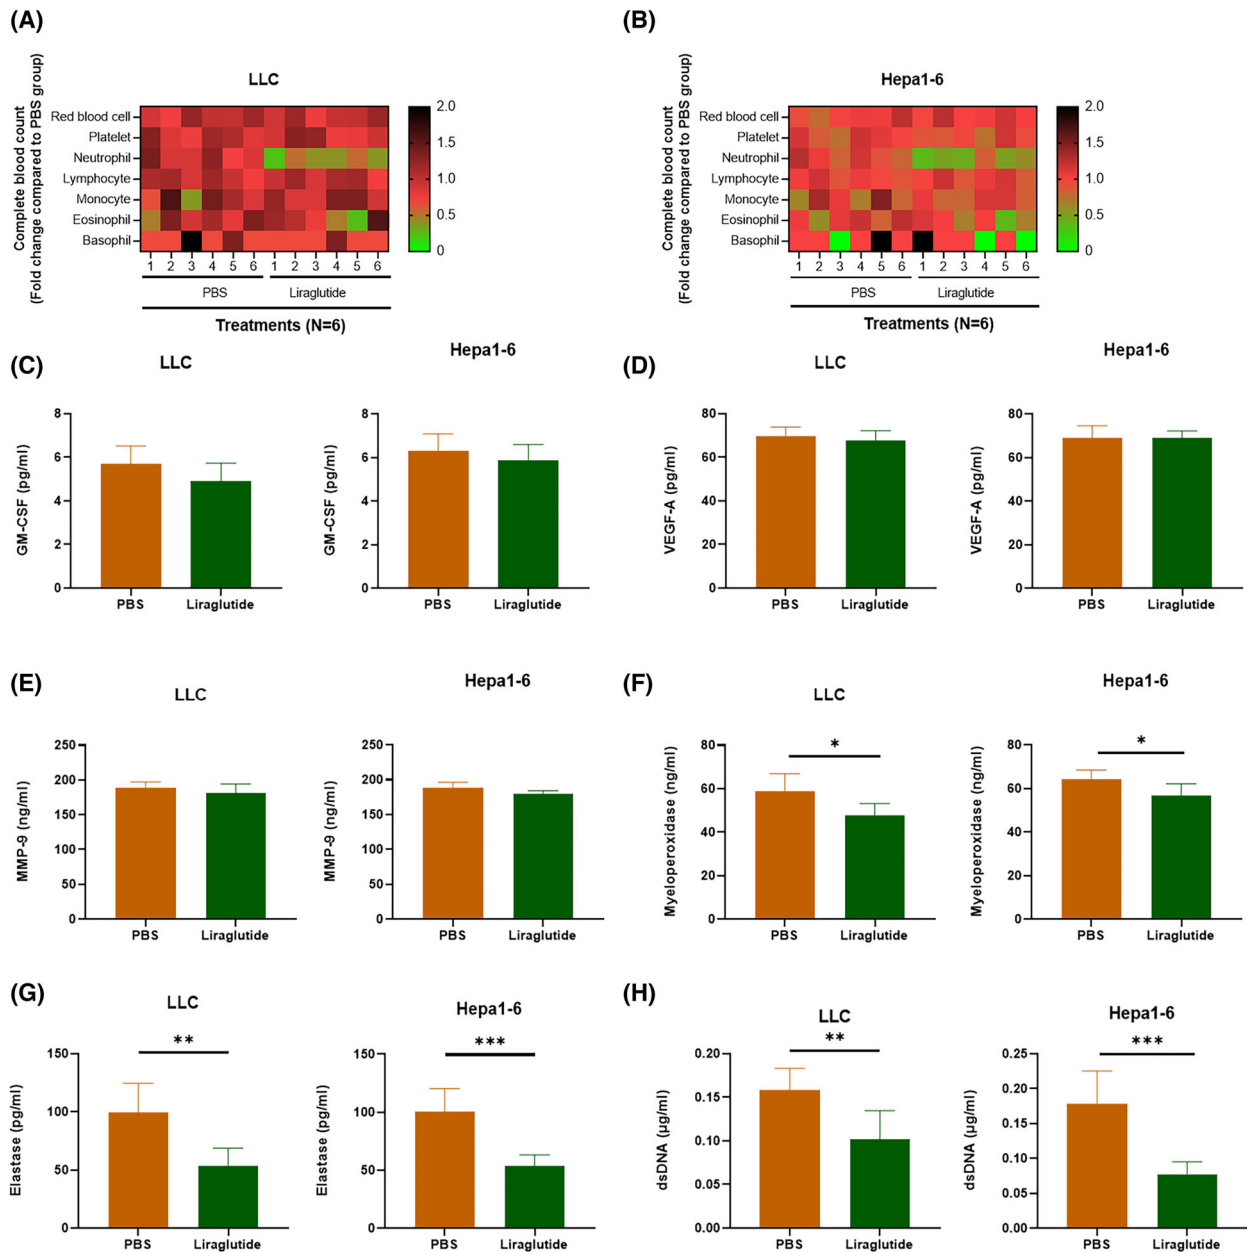 (A)
LLC
Complete blood count
(Fold change compared to PBS group)
Red blood cell
Platelet
Neutrophil
Lymphocyte
Monocyte
Eosinophil
Basophil
2.0
1.5
1.0
0.5
0
1 2 3 4 5 6 1 2 3 4 5 6
PBS Liraglutide
Treatments (N=6)
(B)
Hepa1-6
Complete blood count
(Fold change compared to PBS group)
Red blood cell
Platelet
Neutrophil
Lymphocyte
Monocyte
Eosinophil
Basophil
2.0
1.5
1.0
0.5
0
1 2 3 4 5 6 1 2 3 4 5 6
PBS Liraglutide
Treatments (N=6)
(C)
LLC
GM-CSF (pg/ml)
8
6
4
2
0
PBS Liraglutide
Hepa1-6
GM-CSF (pg/ml)
8
6
4
2
0
PBS Liraglutide
(D)
LLC
VEGF-A (pg/ml)
80
60
40
20
0
PBS Liraglutide
Hepa1-6
VEGF-A (pg/ml)
80
60
40
20
0
PBS Liraglutide
(E)
LLC
MMP-9 (ng/ml)
250
200
150
100
50
0
PBS Liraglutide
Hepa1-6
MMP-9 (ng/ml)
250
200
150
100
50
0
PBS Liraglutide
(F)
LLC
*
Myeloperoxidase (ng/ml)
80
60
40
20
0
PBS Liraglutide
Hepa1-6
*
Myeloperoxidase (ng/ml)
80
60
40
20
0
PBS Liraglutide
(G)
LLC
**
Elastase (pg/ml)
150
100
50
0
PBS Liraglutide
Hepa1-6
***
Elastase (pg/ml)
150
100
50
0
PBS Liraglutide
(H)
LLC
**
dsDNA (μg/ml)
0.20
0.15
0.10
0.05
0.00
PBS Liraglutide
Hepa1-6
***
dsDNA (μg/ml)
0.25
0.20
0.15
0.10
0.05
0.00
PBS Liraglutide